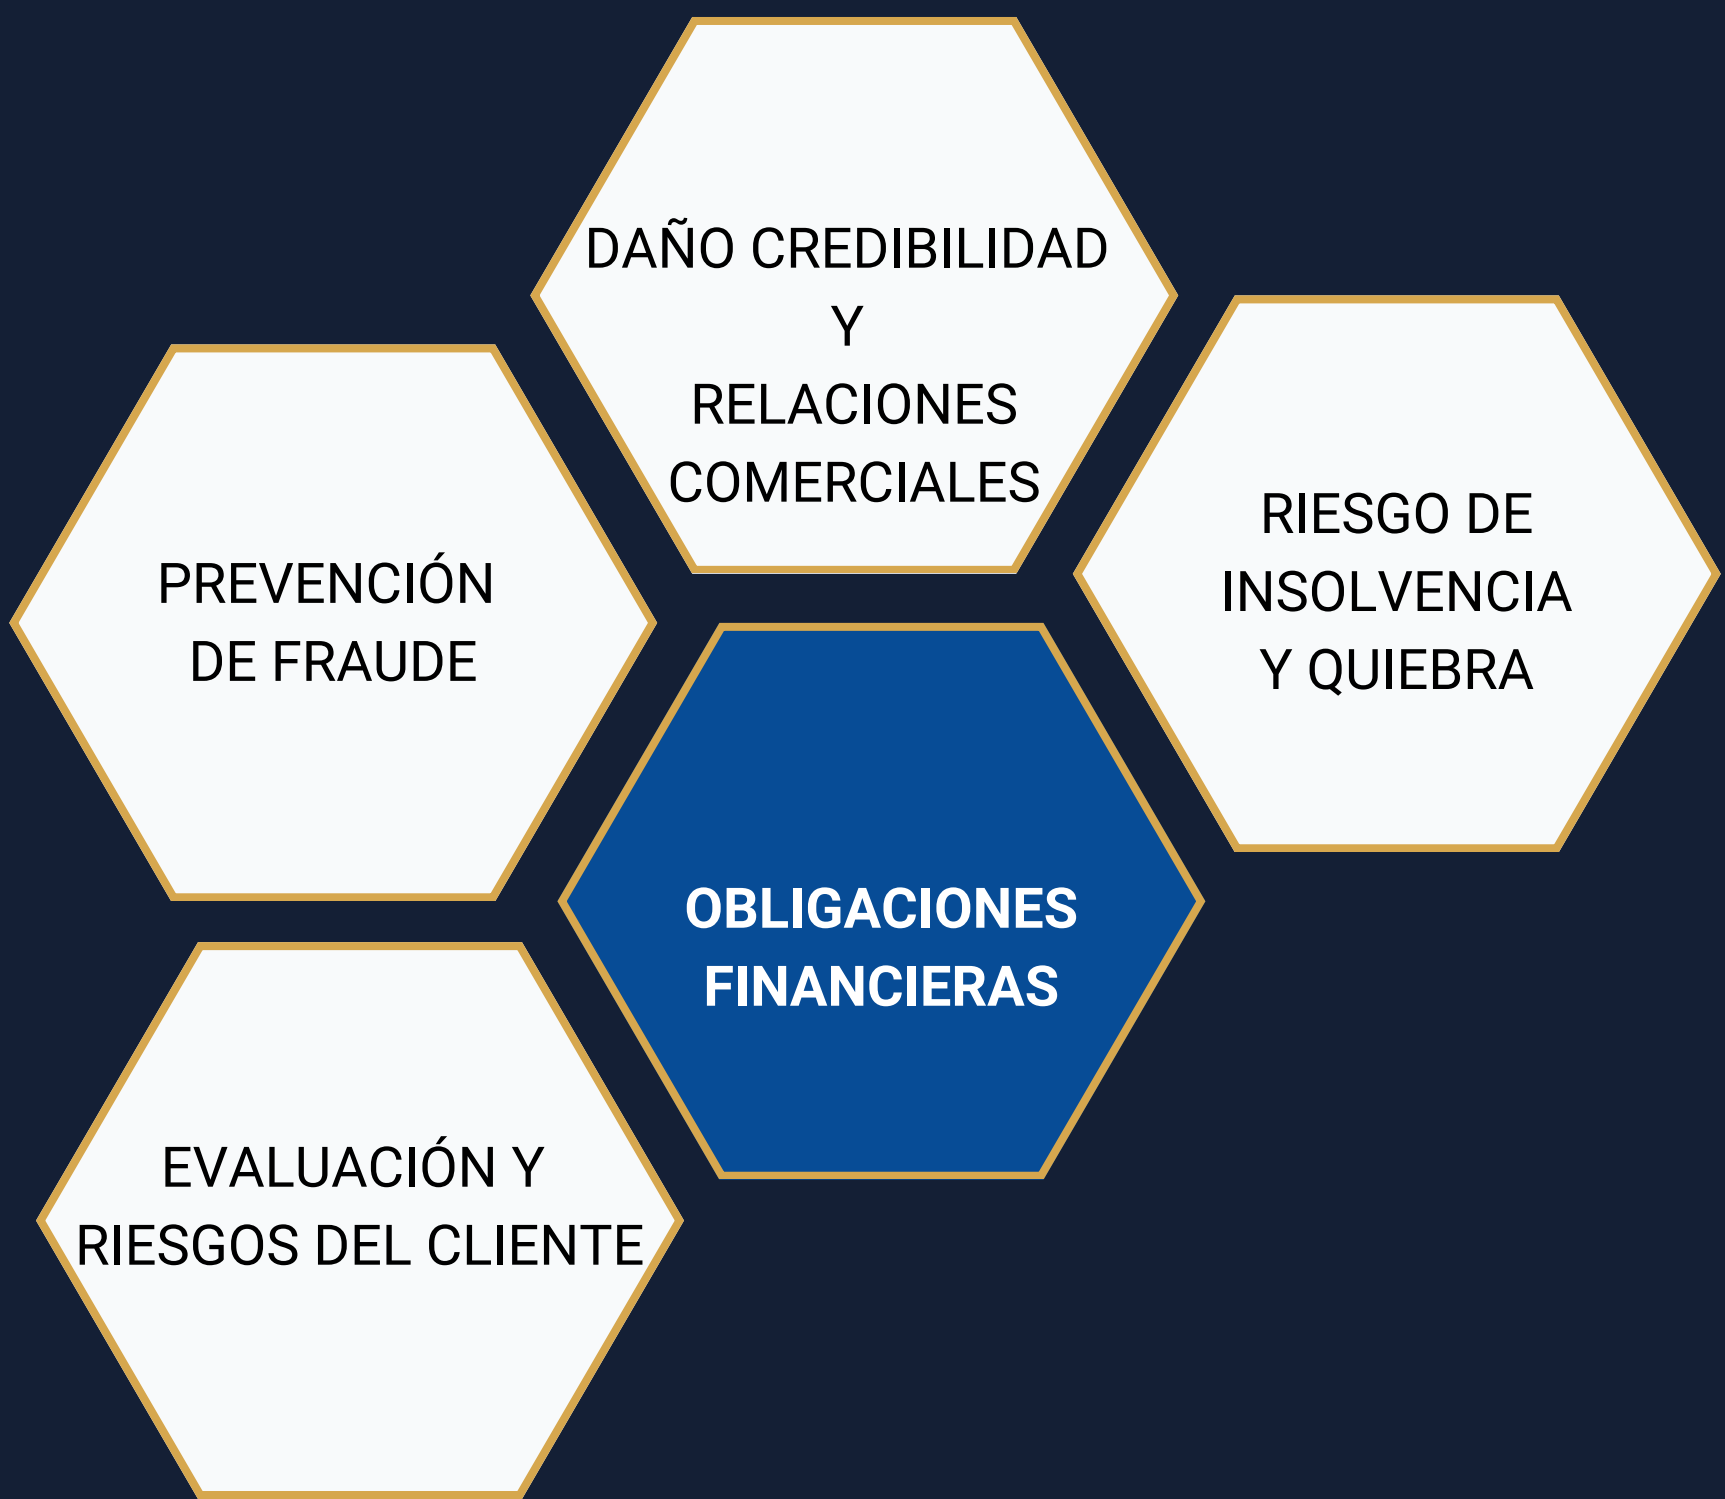 DAÑO CREDIBILIDAD
Y
RELACIONES
COMERCIALES
PREVENCIÓN
DE FRAUDE
RIESGO DE
INSOLVENCIA
Y QUIEBRA
OBLIGACIONES
FINANCIERAS
EVALUACIÓN Y
RIESGOS DEL CLIENTE